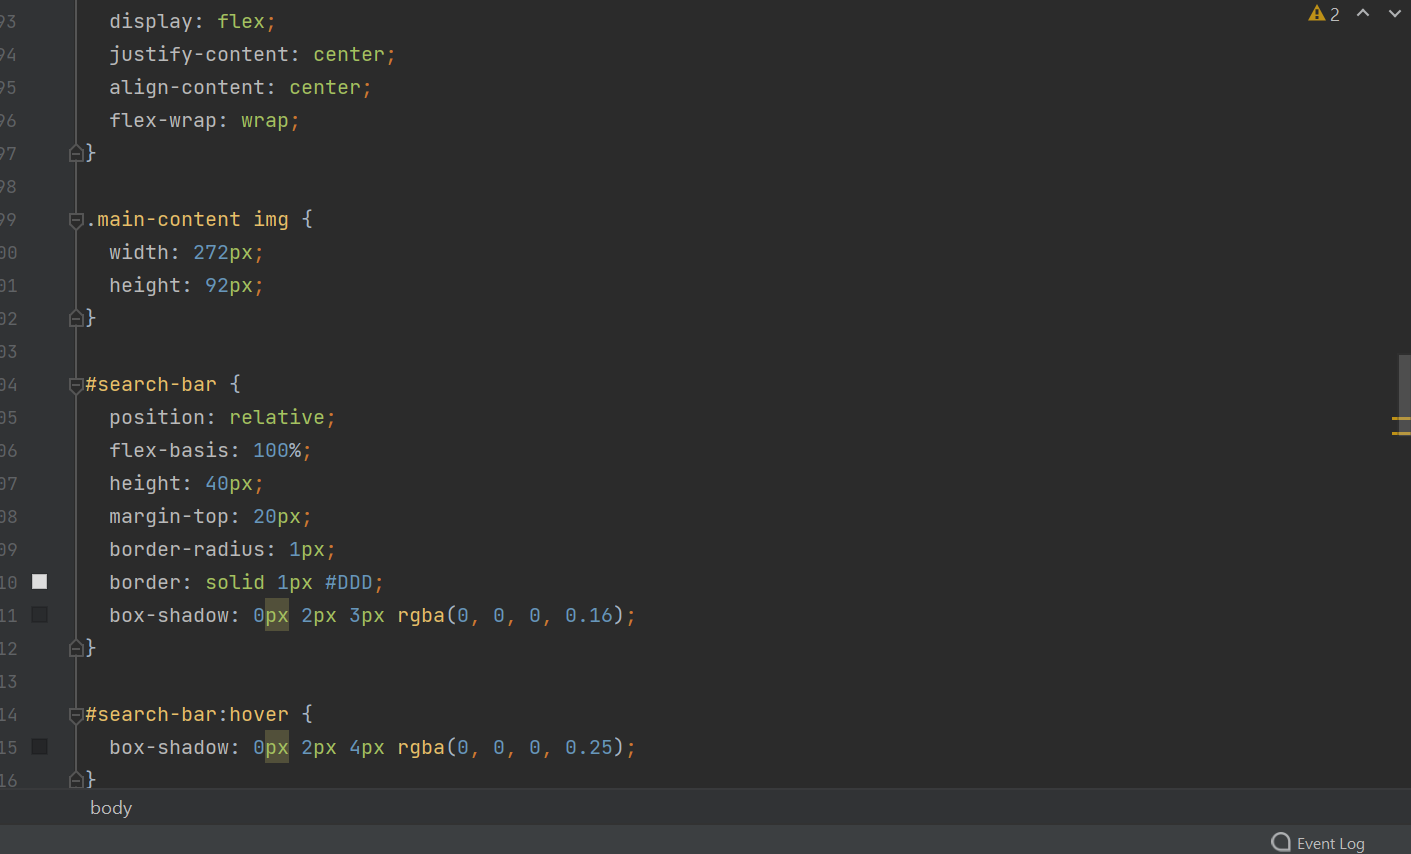 2
93 display: flex;
94 justify-content: center;
95 align-content: center;
96 flex-wrap: wrap;
97 }
98
99 .main-content img {
00 width: 272px;
01 height: 92px;
02 }
03
04 #search-bar {
05 position: relative;
06 flex-basis: 100%;
07 height: 40px;
08 margin-top: 20px;
09 border-radius: 1px;
10 border: solid 1px #DDD;
11 box-shadow: 0px 2px 3px rgba(0, 0, 0, 0.16);
12 }
13
14 #search-bar:hover {
15 box-shadow: 0px 2px 4px rgba(0, 0, 0, 0.25);
16 }
body
Event Log